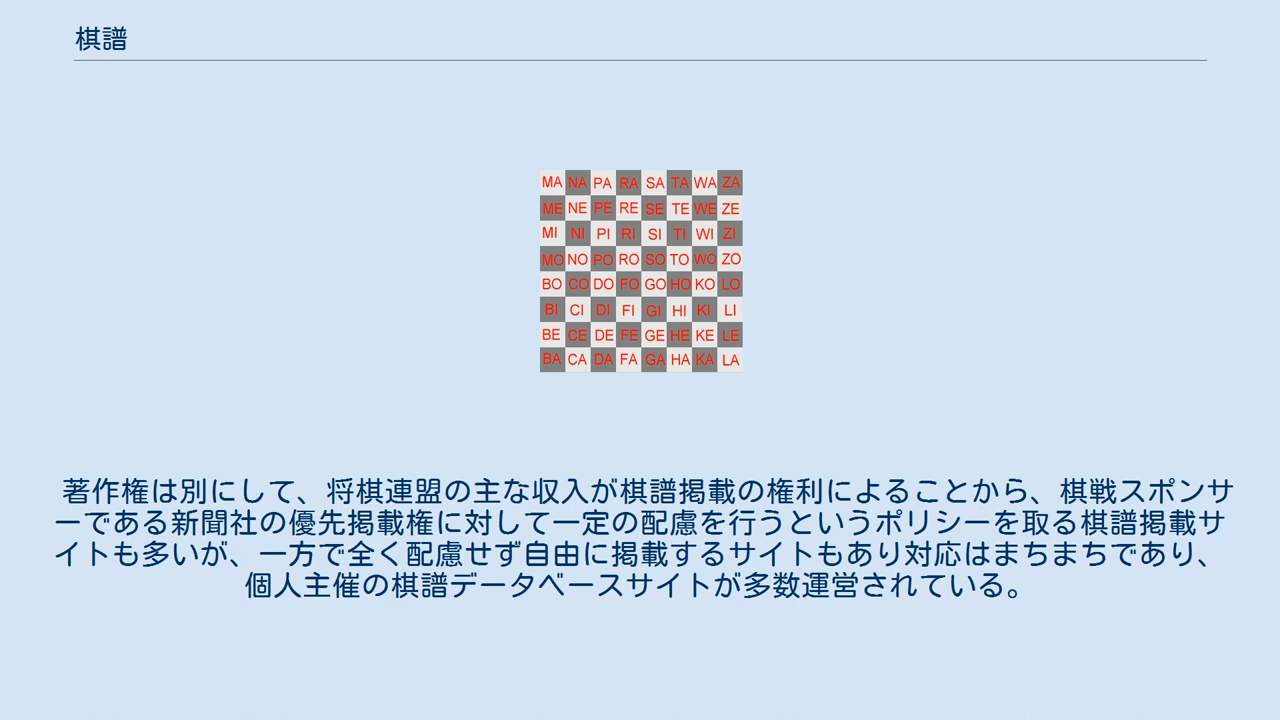 棋譜
MA NA PA RA SA TA WA ZA
ME NE PE RE SE TE WE ZE
MI NI PI RI SI TI WI ZI
MO NO PO RO SO TO WO ZO
BO CO DO FO GO HO KO LO
BI CI DI FI GI HI KI LI
BE CE DE FE GE HE KE LE
BA CA DA FA GA HA KA LA
著作権は別にして、将棋連盟の主な収入が棋譜掲載の権利によることから、棋戦スポンサ
ーである新聞社の優先掲載権に対して一定の配慮を行うというポリシーを取る棋譜掲載サ
イトも多いが、一方で全く配慮せず自由に掲載するサイトもあり対応はまちまちであり、
個人主催の棋譜データベースサイトが多数運営されている。